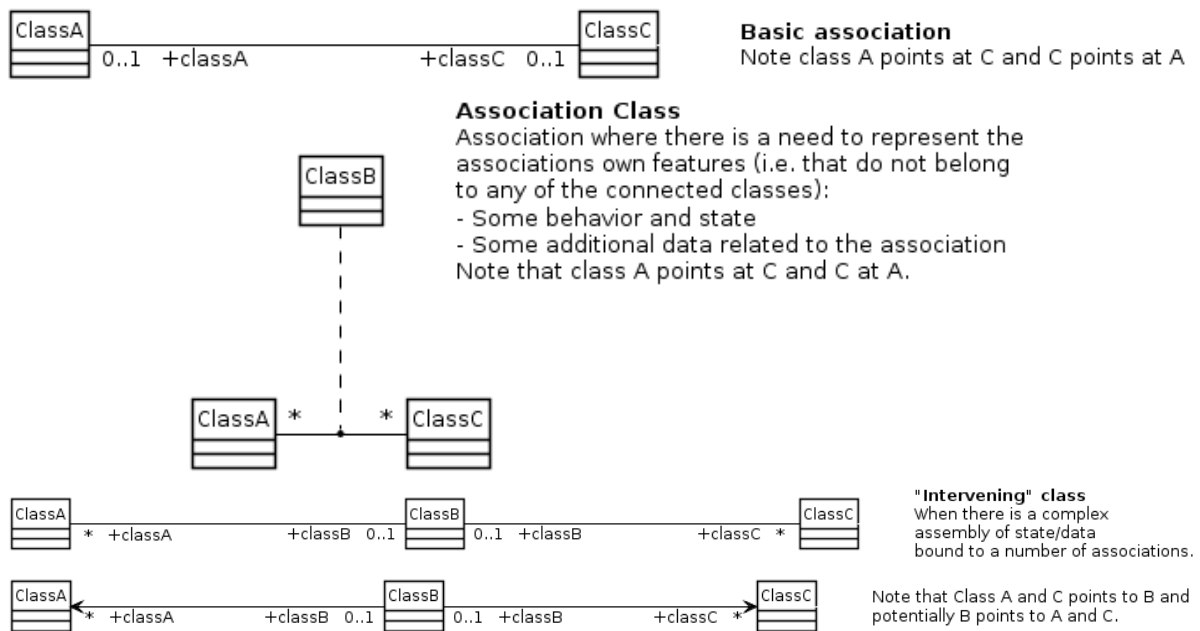 ClassA
0..1 +classA
+classC 0..1
ClassC
Basic association
Note class A points at C and C points at A
Association Class
Association where there is a need to represent the
associations own features (i.e. that do not belong
to any of the connected classes):
- Some behavior and state
- Some additional data related to the association
Note that class A points at C and C at A.
ClassB
ClassA * * ClassC
ClassA
* +classA
+classB 0..1
ClassB
0..1 +classB
+classC *
ClassC
"Intervening" class
When there is a complex
assembly of state/data
bound to a number of associations.
ClassA
* +classA
+classB 0..1
ClassB
0..1 +classB
+classC *
ClassC
Note that Class A and C points to B and
potentially B points to A and C.